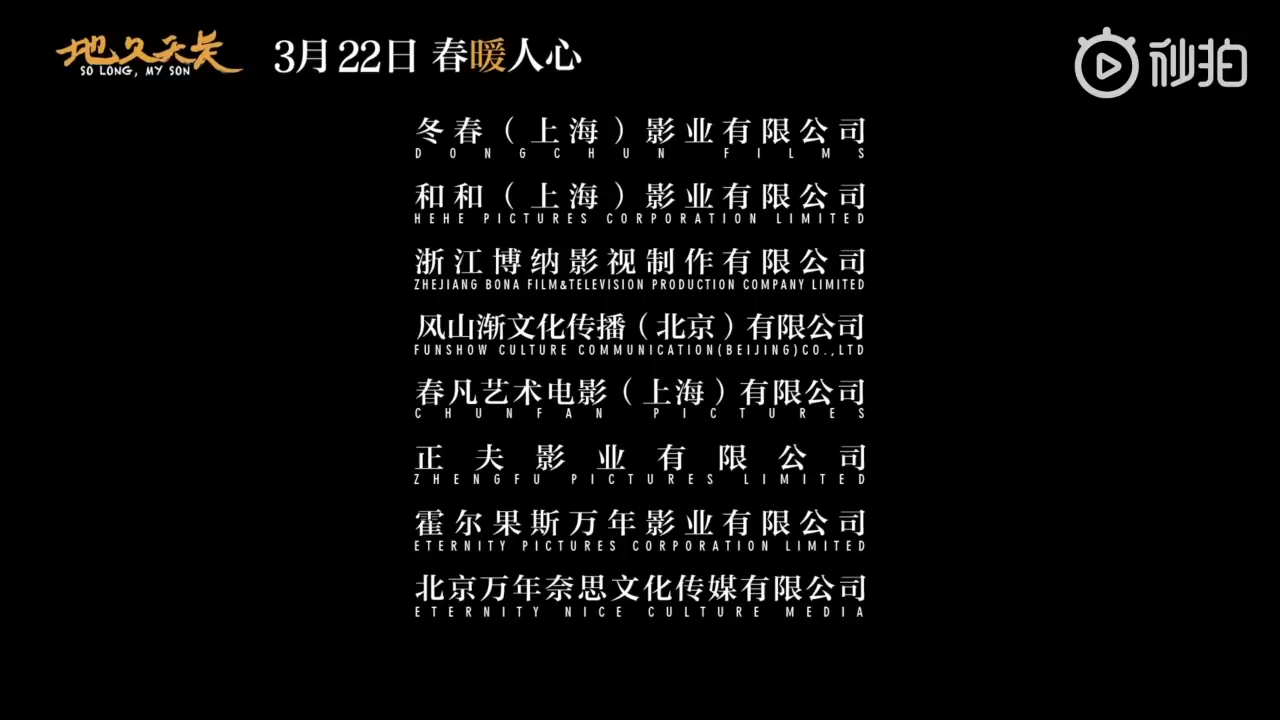 地久天长
SO LONG, MY SON
3月22日 春暖人心
秒拍
冬春（上海）影业有限公司
DONGCHUN FILMS
和和（上海）影业有限公司
HEHE PICTURES CORPORATION LIMITED
浙江博纳影视制作有限公司
ZHEJIANG BONA FILM&TELEVISION PRODUCTION COMPANY LIMITED
风山渐文化传播（北京）有限公司
FUNSHOW CULTURE COMMUNICATION(BEIJING)CO.,LTD
春凡艺术电影（上海）有限公司
CHUNFAN PICTURES
正夫影业有限公司
ZHENGFU PICTURES LIMITED
霍尔果斯万年影业有限公司
ETERNITY PICTURES CORPORATION LIMITED
北京万年奈思文化传媒有限公司
ETERNITY NICE CULTURE MEDIA